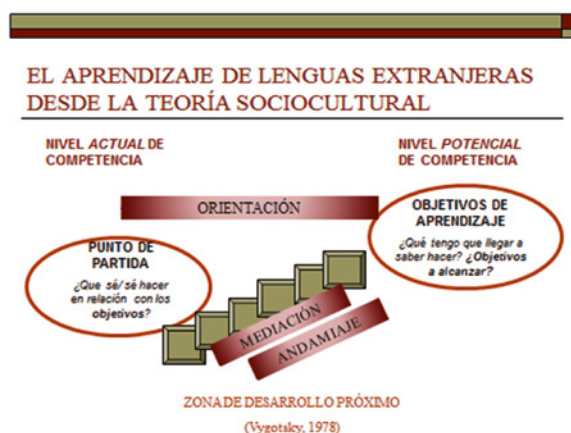 EL APRENDIZAJE DE LENGUAS EXTRANJERAS
DESDE LA TEORÍA SOCIOCULTURAL
NIVEL ACTUAL DE
COMPETENCIA
NIVEL POTENCIAL
DE COMPETENCIA
ORIENTACIÓN
OBJETIVOS DE
APRENDIZAJE
¿Qué tengo que llegar a
saber hacer? ¿Objetivos
a alcanzar?
PUNTO DE
PARTIDA
¿Que sé/ sé hacer
en relación con los
objetivos?
MEDIACIÓN
ANDAMIAJE
ZONA DE DESARROLLO PRÓXIMO
(Vygotsky, 1978)